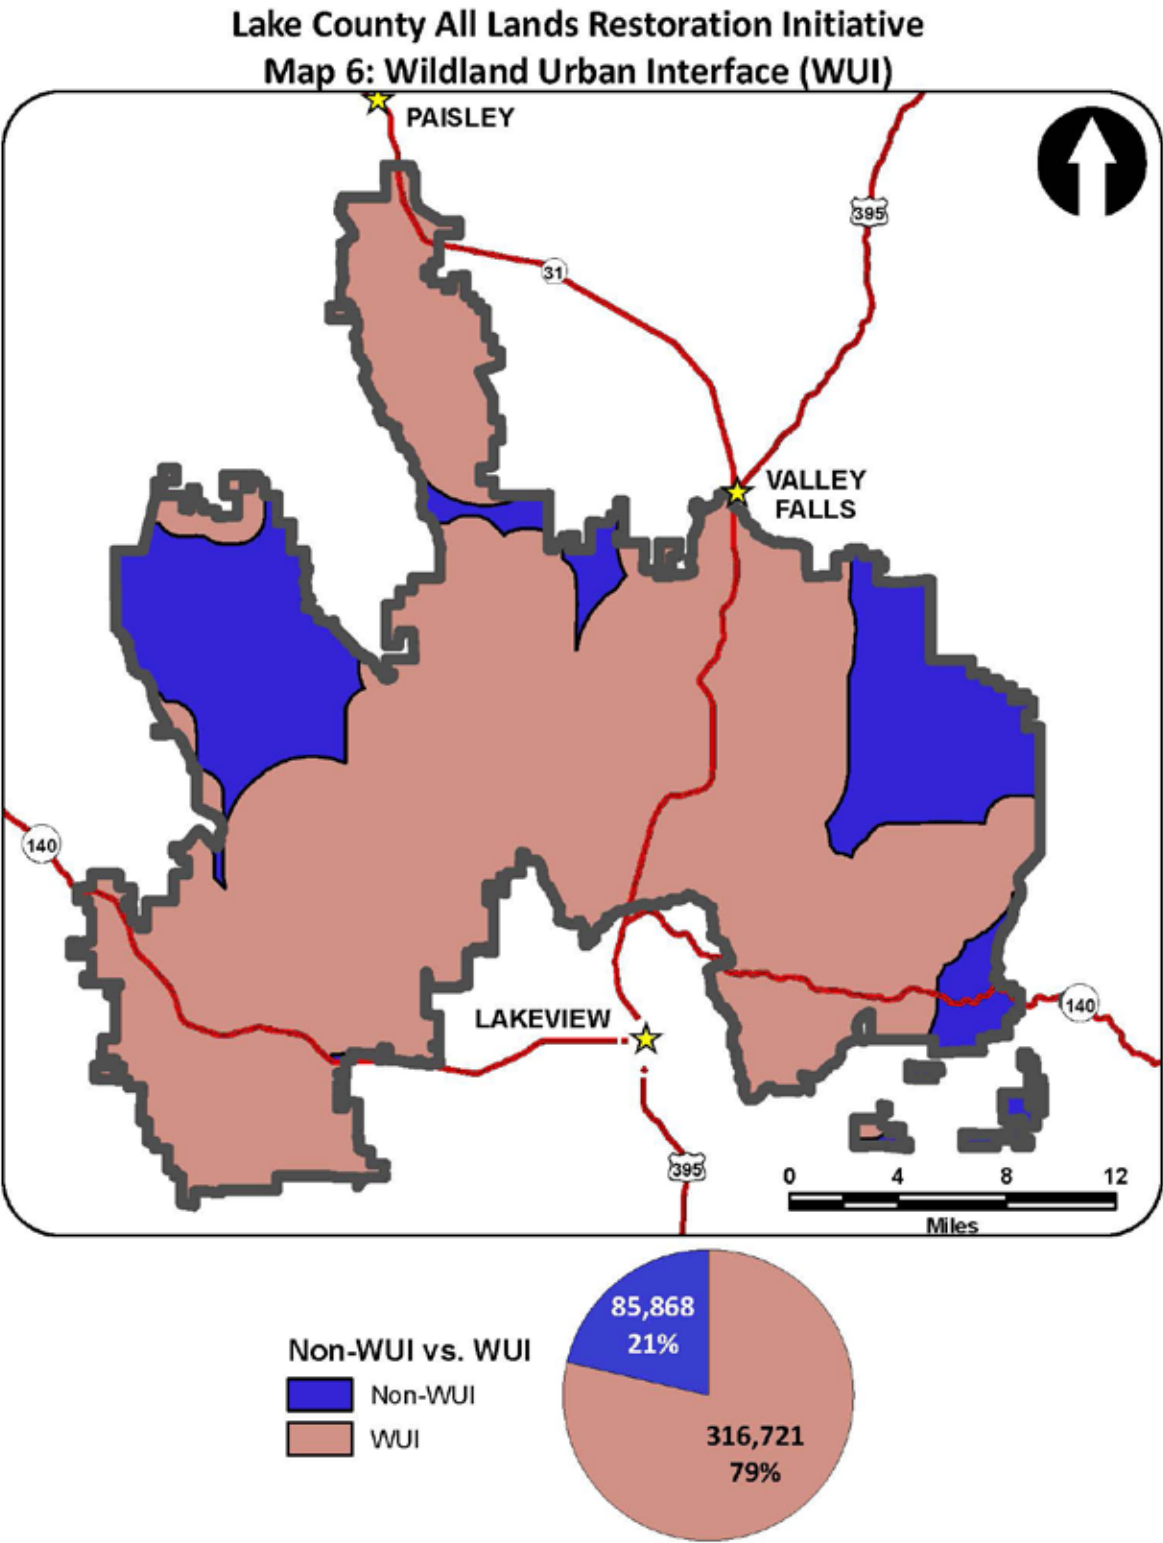 Lake County All Lands Restoration Initiative
Map 6: Wildland Urban Interface (WUI)
PAISLEY
395
31
VALLEY
FALLS
140
LAKEVIEW
140
395
0 4 8 12
Miles
85,868
21%
Non-WUI vs. WUI
Non-WUI
WUI
316,721
79%